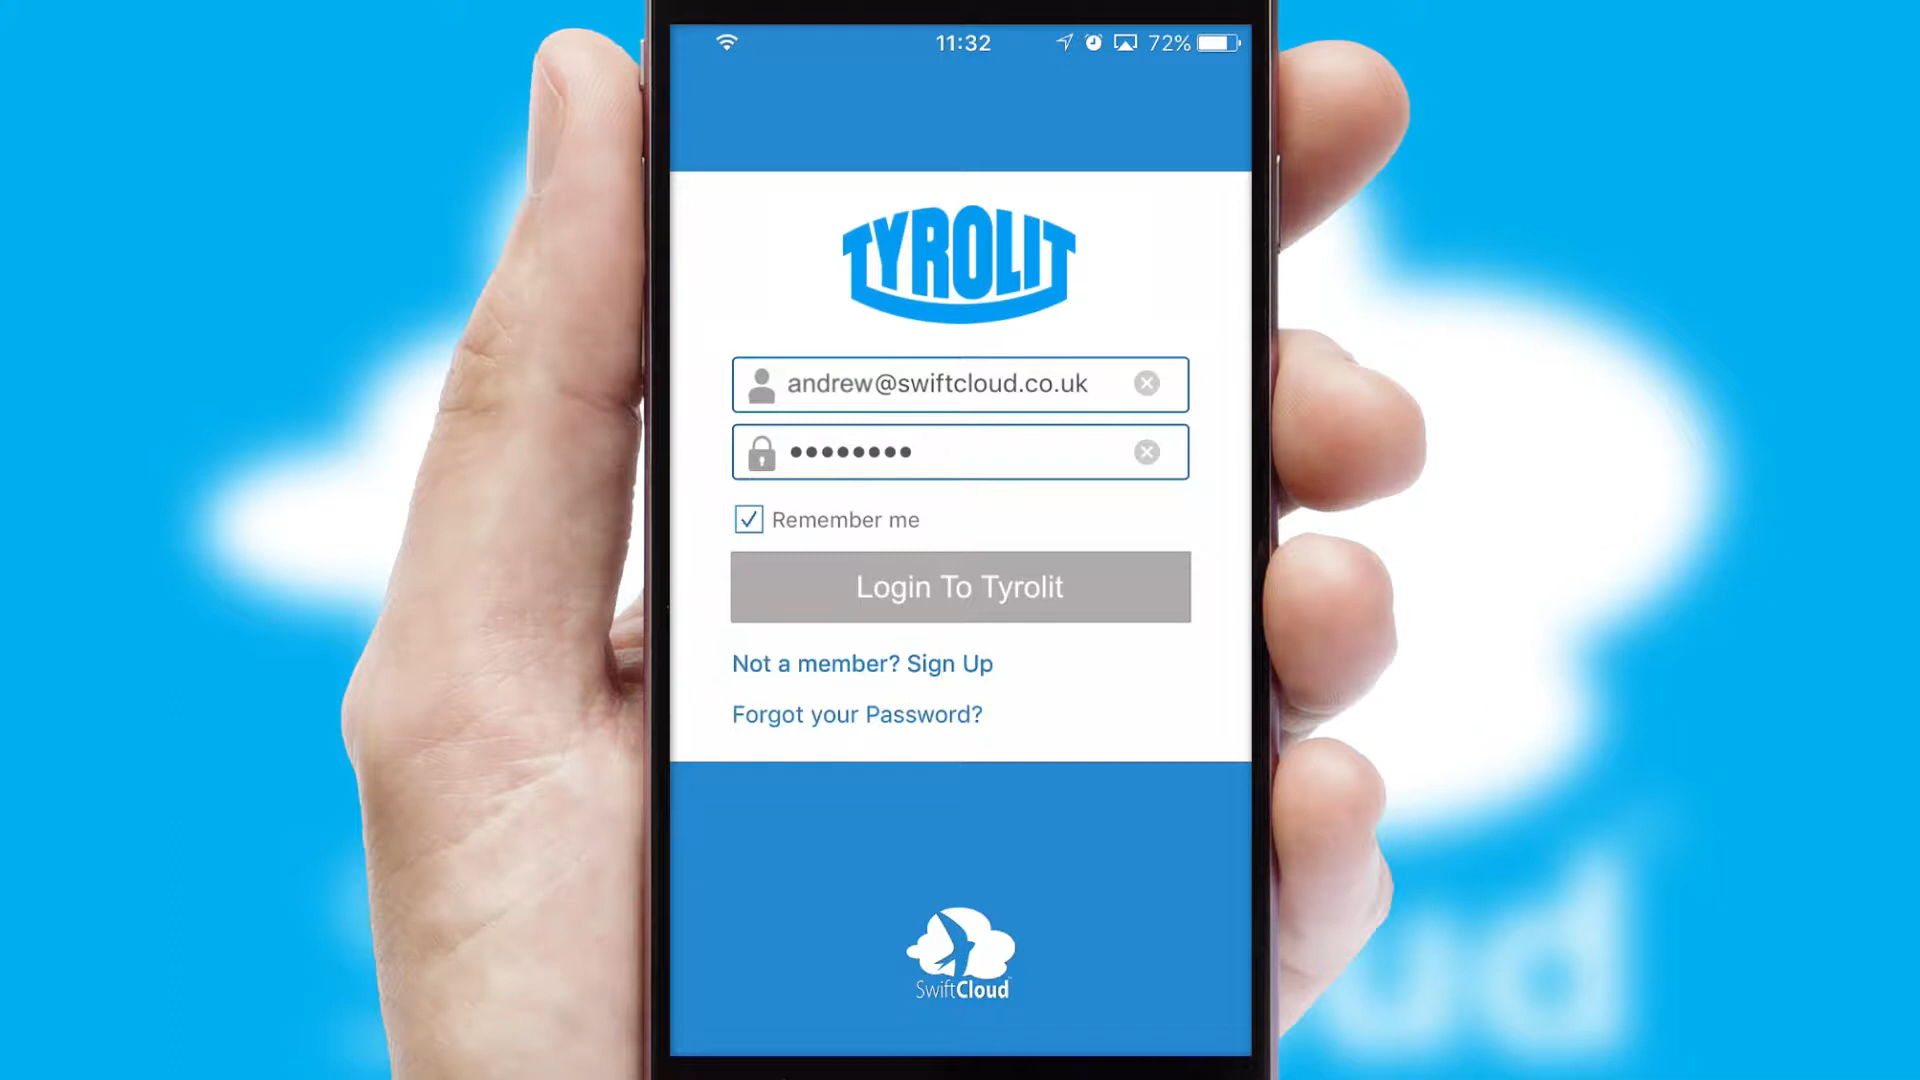 11:32
72%
TYROLIT
andrew@swiftcloud.co.uk
Remember me
Login To Tyrolit
Not a member? Sign Up
Forgot your Password?
SwiftCloud
ud